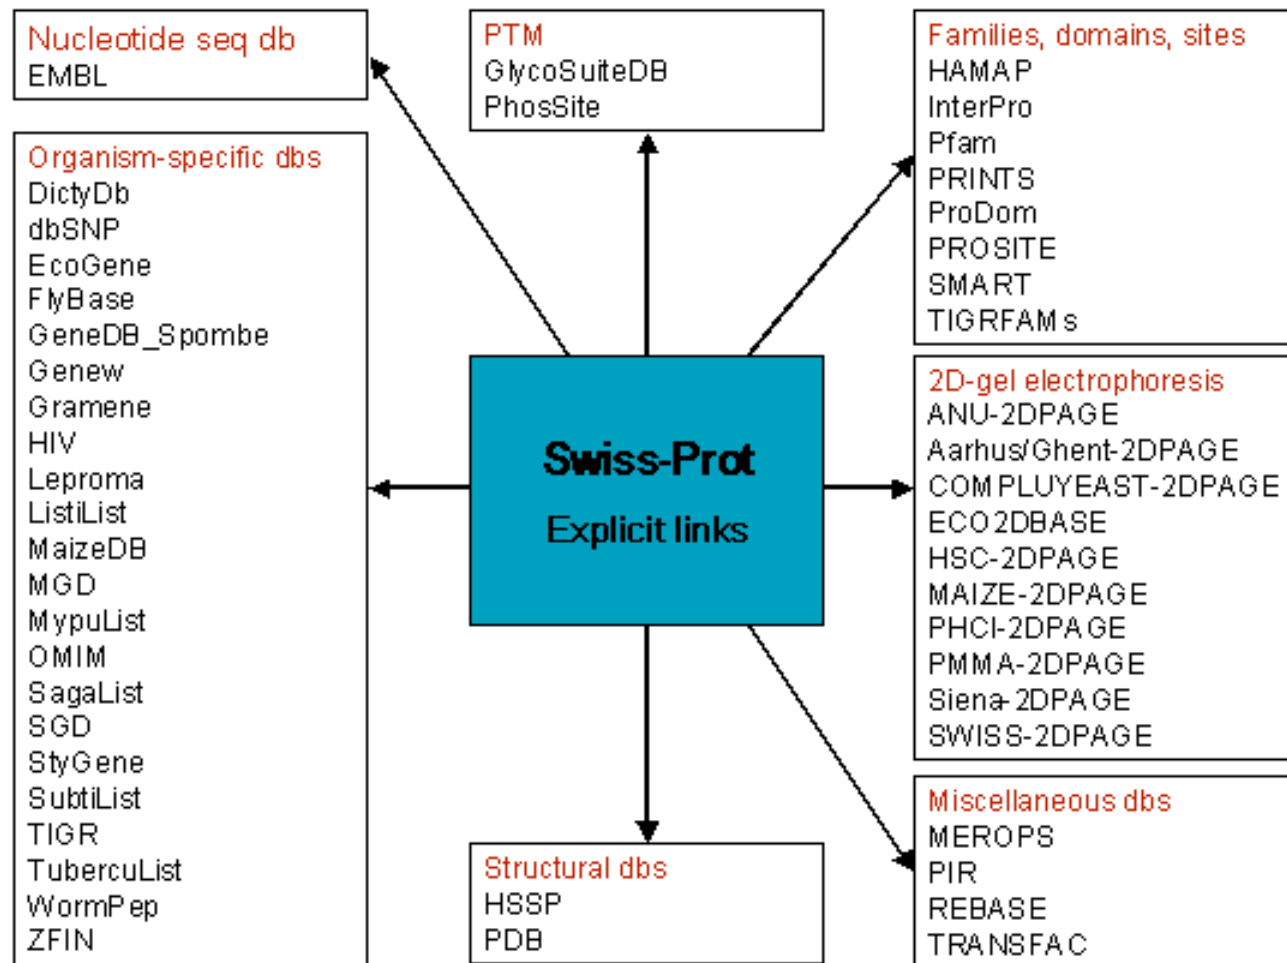 Nucleotide seq db
EMBL
PTM
GlycoSuiteDB
PhosSite
Families, domains, sites
HAMAP
InterPro
Pfam
PRINTS
ProDom
PROSITE
SMART
TIGRFAMs
Organism-specific dbs
DictyDb
dbSNP
EcoGene
FlyBase
GeneDB_Spombe
Genew
Gramene
HIV
Leproma
ListiList
MaizeDB
MGD
MypuList
OMIM
SagaList
SGD
StyGene
SubtiList
TIGR
TubercuList
WormPep
ZFIN
Swiss-Prot
Explicit links
2D-gel electrophoresis
ANU-2DPAGE
Aarhus/Ghent-2DPAGE
COMPLUYEAST-2DPAGE
ECO2DBASE
HSC-2DPAGE
MAIZE-2DPAGE
PHCI-2DPAGE
PMMA-2DPAGE
Siena-2DPAGE
SWISS-2DPAGE
Structural dbs
HSSP
PDB
Miscellaneous dbs
MEROPS
PIR
REBASE
TRANSFAC